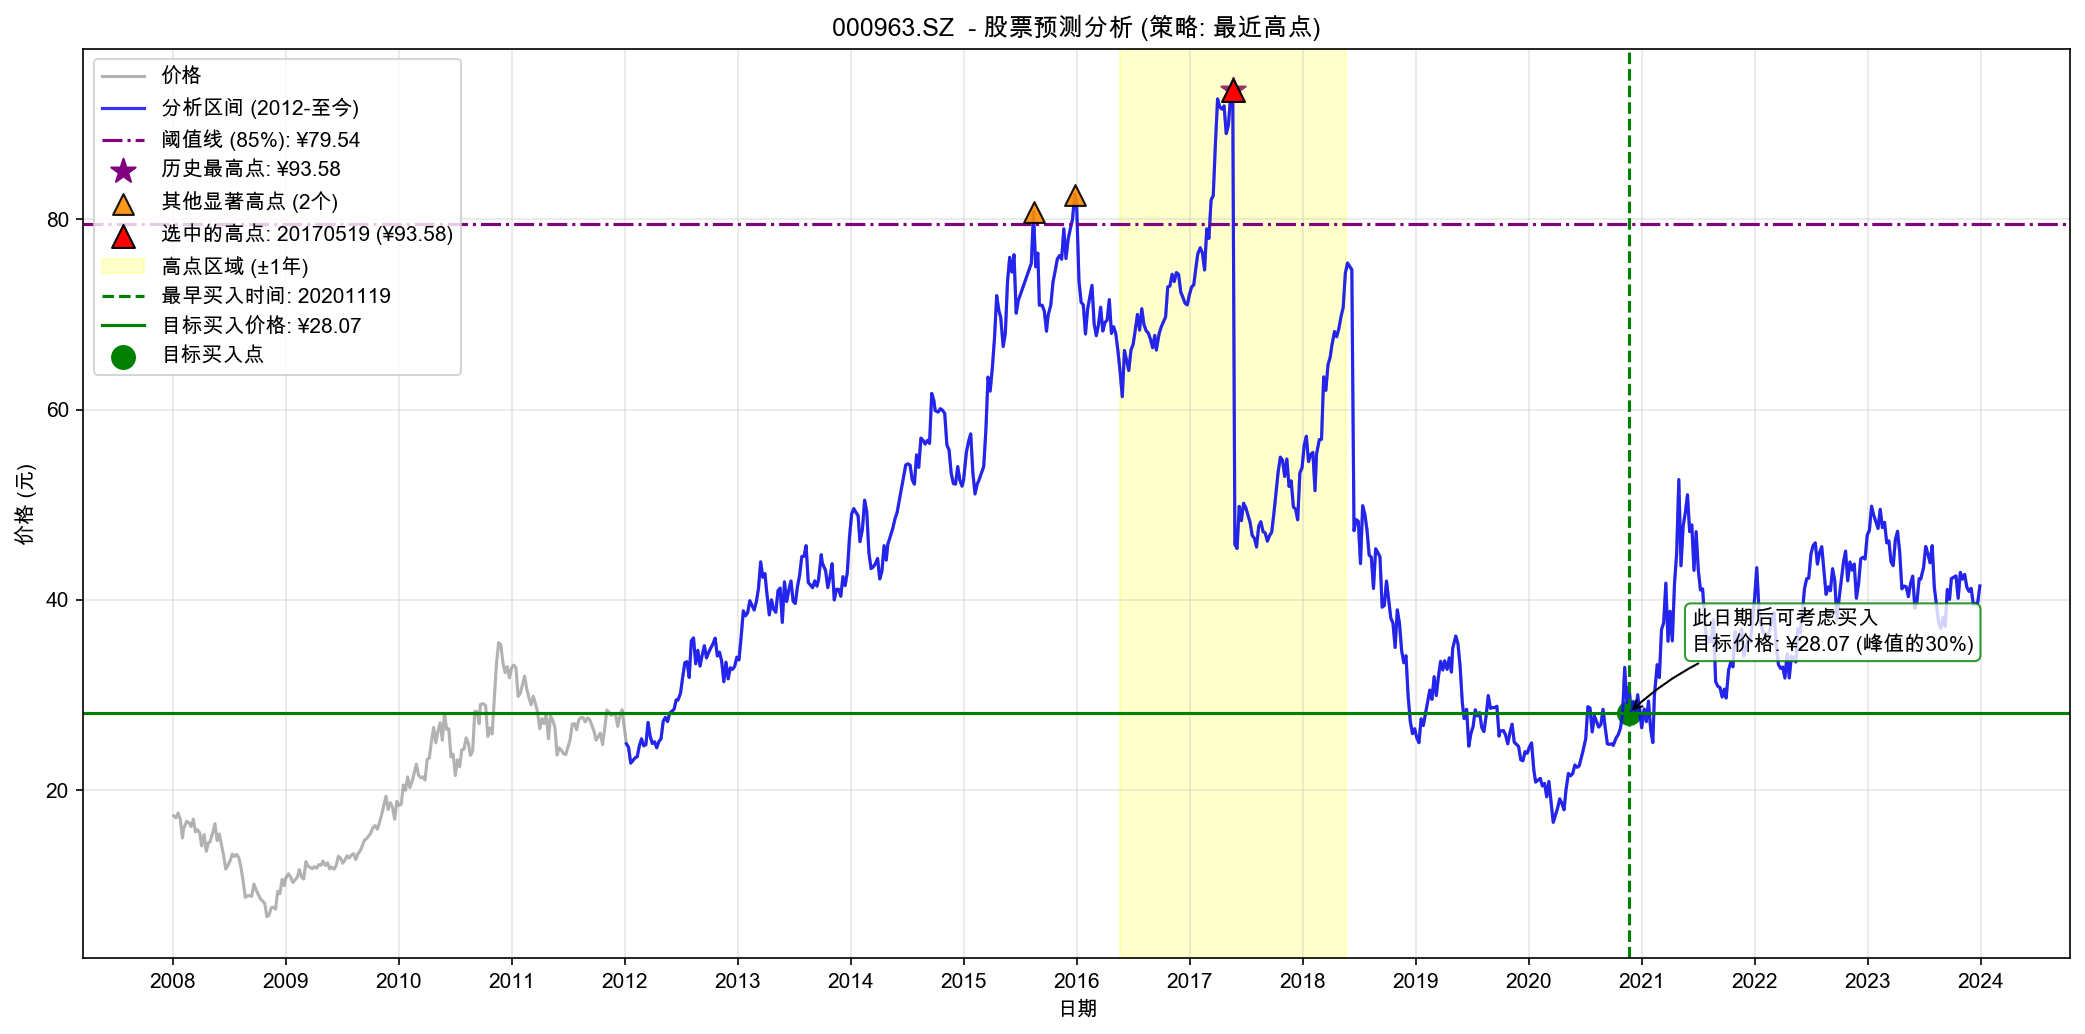 000963.SZ - 股票预测分析 (策略: 最近高点)
价格
分析区间 (2012-至今)
阈值线 (85%): ¥79.54
历史最高点: ¥93.58
其他显著高点 (2个)
选中的高点: 20170519 (¥93.58)
高点区域 (±1年)
最早买入时间: 20201119
目标买入价格: ¥28.07
目标买入点
价格 (元)
80
60
40
20
此日期后可考虑买入
目标价格: ¥28.07 (峰值的30%)
2008 2009 2010 2011 2012 2013 2014 2015 2016 2017 2018 2019 2020 2021 2022 2023 2024
日期